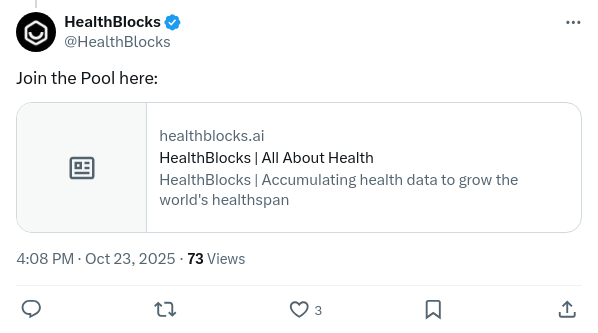 HealthBlocks
@HealthBlocks
Join the Pool here:
healthblocks.ai
HealthBlocks | All About Health
HealthBlocks | Accumulating health data to grow the
world's healthspan
4:08 PM · Oct 23, 2025 · 73 Views
3